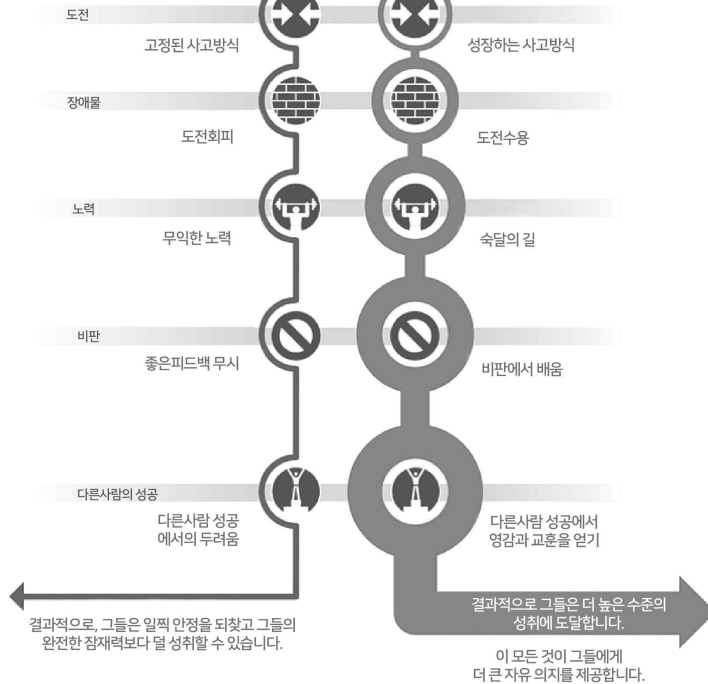 도전
고정된 사고방식
성장하는 사고방식
장애물
도전회피
도전수용
노력
무익한 노력
숙달의 길
비판
좋은피드백 무시
비판에서 배움
다른사람의 성공
다른사람 성공
에서의 두려움
다른사람 성공에서
영감과 교훈을 얻기
결과적으로, 그들은 일찍 안정을 되찾고 그들의
완전한 잠재력보다 덜 성취할 수 있습니다.
결과적으로 그들은 더 높은 수준의
성취에 도달합니다.
이 모든 것이 그들에게
더 큰 자유 의지를 제공합니다.